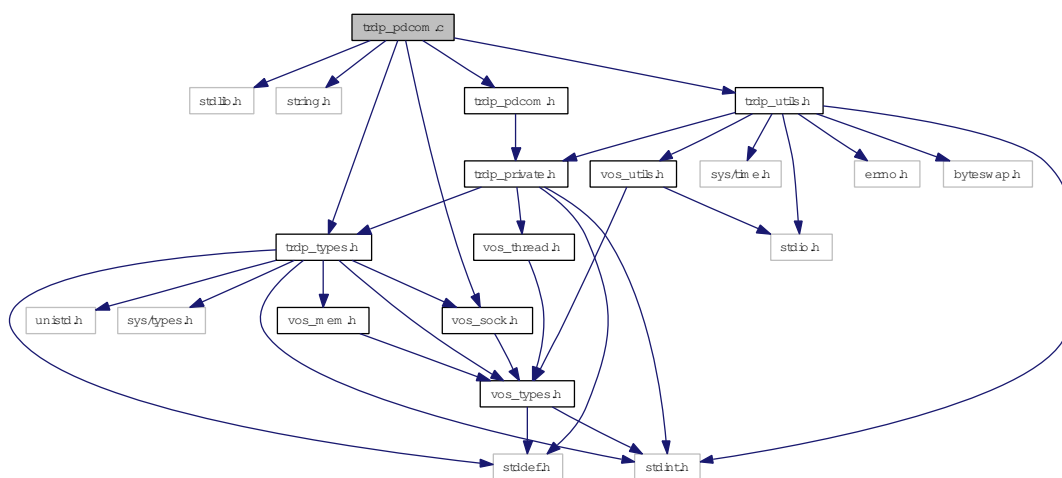 trdp_pdcom.c
stdlib.h
string.h
trdp_pdcom.h
trdp_utils.h
trdp_private.h
vos_utils.h
sys/time.h
errno.h
byteswap.h
trdp_types.h
vos_thread.h
stdio.h
unistd.h
sys/types.h
vos_mem.h
vos_sock.h
vos_types.h
stddef.h
stdint.h